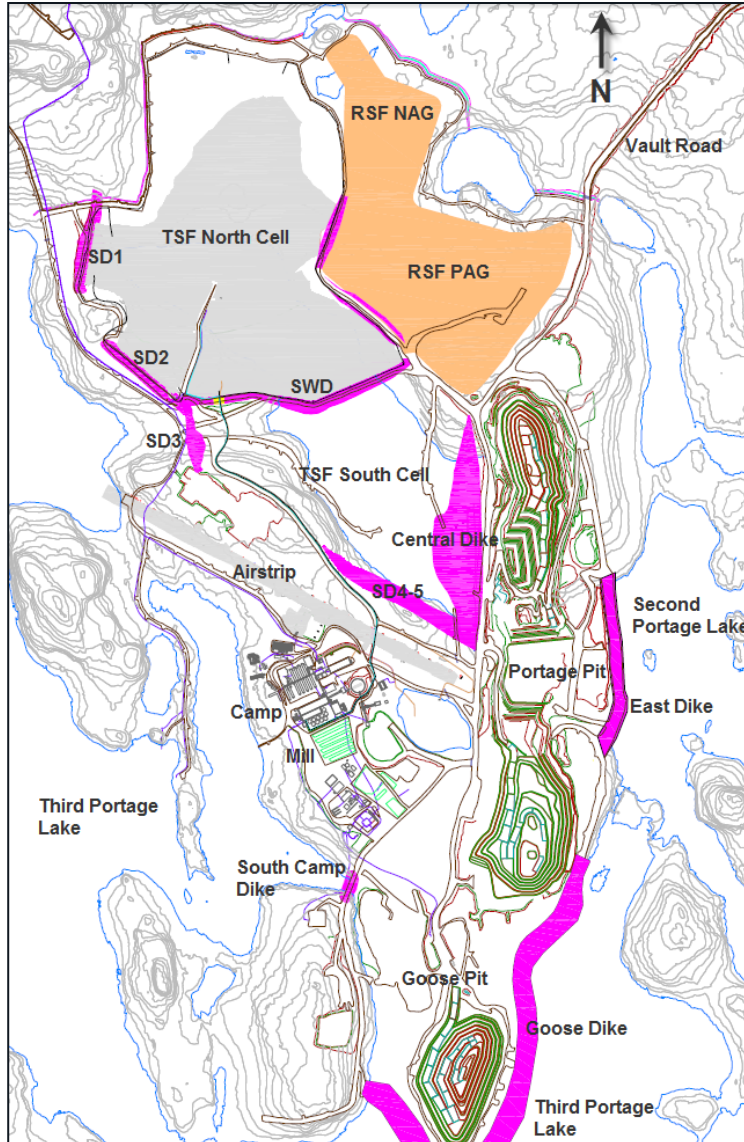 N
RSF NAG
Vault Road
TSF North Cell
SD1
RSF PAG
SD2
SWD
SD3
TSF South Cell
Central Dike
Airstrip
SD4-5
Second
Portage Lake
Portage Pit
East Dike
Camp
Mill
Third Portage
Lake
South Camp
Dike
Goose Pit
Goose Dike
Third Portage
Lake